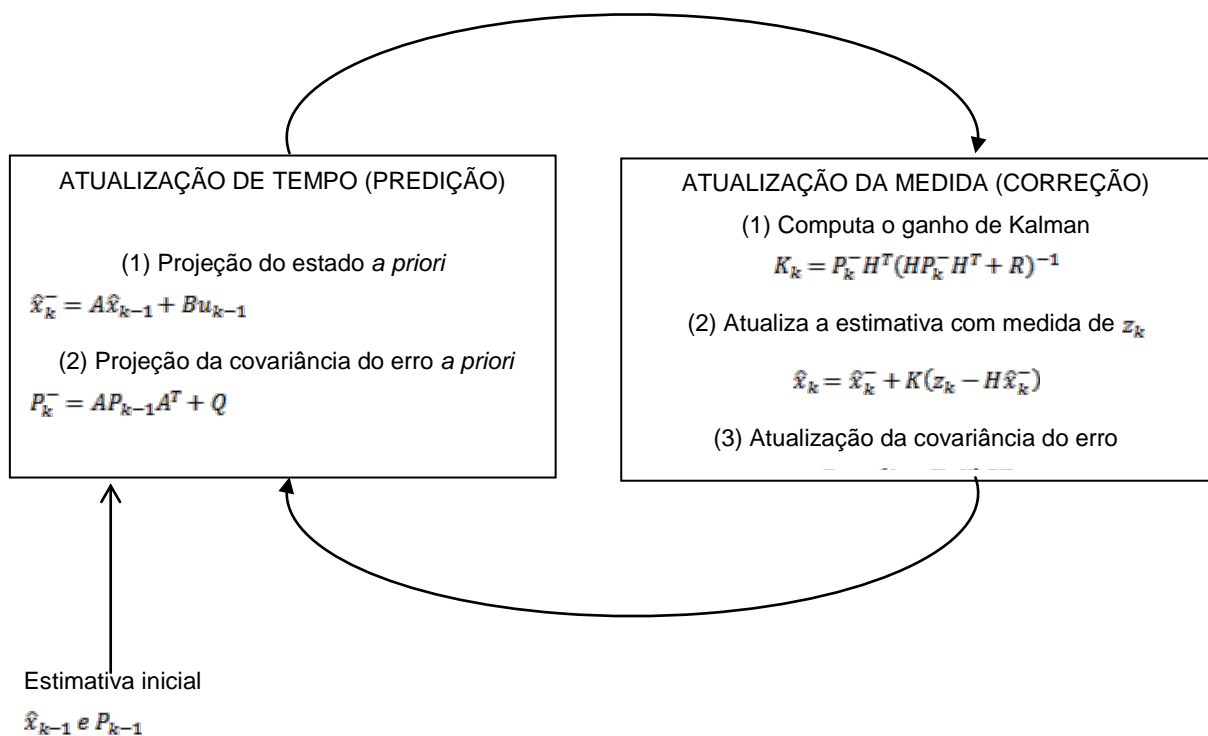 ATUALIZAÇÃO DE TEMPO (PREDIÇÃO)
(1) Projeção do estado a priori
x̂ₖ⁻ = Ax̂ₖ₋₁ + Buₖ₋₁
(2) Projeção da covariância do erro a priori
Pₖ⁻ = APₖ₋₁Aᵀ + Q
ATUALIZAÇÃO DA MEDIDA (CORREÇÃO)
(1) Computa o ganho de Kalman
Kₖ = Pₖ⁻Hᵀ(HPₖ⁻Hᵀ + R)⁻¹
(2) Atualiza a estimativa com medida de zₖ
x̂ₖ = x̂ₖ⁻ + K(zₖ − Hx̂ₖ⁻)
(3) Atualização da covariância do erro
Estimativa inicial
x̂ₖ₋₁ e Pₖ₋₁